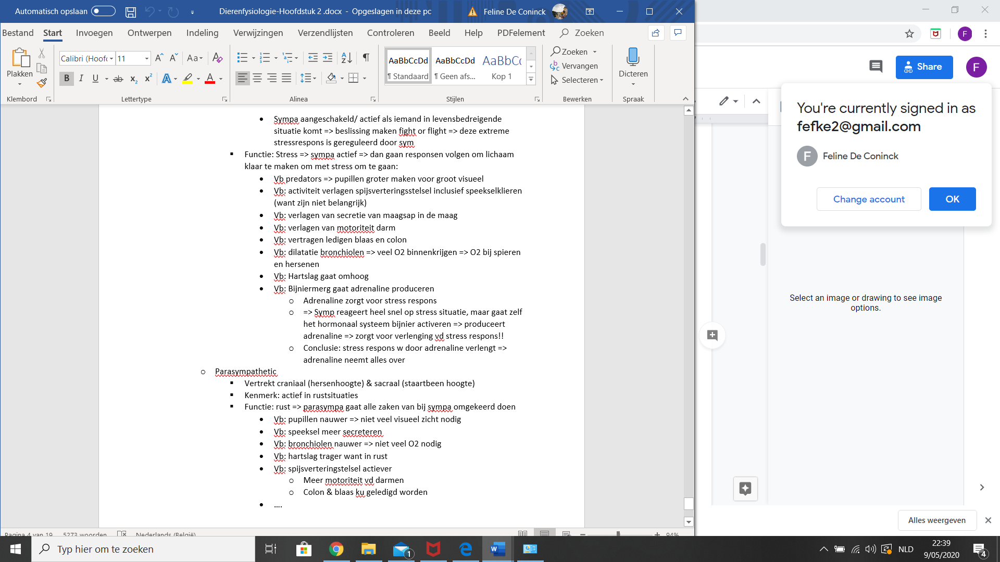 Automatisch opslaan
Dierenfysiologie-Hoofdstuk 2 .docx - Opgeslagen in deze pc
Feline De Coninck
Bestand Start Invoegen Ontwerpen Indeling Verwijzingen Verzendlijsten Controleren Beeld Help PDFelement Zoeken
Plakken
Klembord
Calibri (Hoof 11
Lettertype
Alinea
AaBbCcDd AaBbCcDd AaBbCc
¶ Standaard ¶ Geen afs... Kop 1
Stijlen
Zoeken
Vervangen
Selecteren
Bewerken
Dicteren
Spraak
Sympa aangeschakeld/ actief als iemand in levensbedreigende
situatie komt => beslissing maken fight or flight => deze extreme
stressrespons is gereguleerd door sym
Functie: Stress => sympa actief => dan gaan responsen volgen om lichaam
klaar te maken om met stress om te gaan:
Vb predators => pupillen groter maken voor groot visueel
Vb: activiteit verlagen spijsverteringsstelsel inclusief speekselklieren
(want zijn niet belangrijk)
Vb: verlagen van secretie van maagsap in de maag
Vb: verlagen van motoriteit darm
Vb: vertragen ledigen blaas en colon
Vb: dilatatie bronchiolen => veel O2 binnenkrijgen => O2 bij spieren
en hersenen
Vb: Hartslag gaat omhoog
Vb: Bijniermerg gaat adrenaline produceren
Adrenaline zorgt voor stress respons
=> Symp reageert heel snel op stress situatie, maar gaat zelf
het hormonaal systeem bijnier activeren => produceert
adrenaline => zorgt voor verlenging vd stress respons!!
Conclusie: stress respons w door adrenaline verlengt =>
adrenaline neemt alles over
Parasympathetic
Vertrekt craniaal (hersenhoogte) & sacraal (staartbeen hoogte)
Kenmerk: actief in rustsituaties
Functie: rust => parasympa gaat alle zaken van bij sympa omgekeerd doen
Vb: pupillen nauwer => niet veel visueel zicht nodig
Vb: speeksel meer secreteren
Vb: bronchiolen nauwer => niet veel O2 nodig
Vb: hartslag trager want in rust
Vb: spijsverteringstelsel actiever
Meer motoriteit vd darmen
Colon & blaas ku geledigd worden
....
Pagina 4 van 19 5273 woorden Nederlands (België) 94%
Share
F
You're currently signed in as
fefke2@gmail.com
F Feline De Coninck
Change account OK
Select an image or drawing to see image
options.
Alles weergeven
Typ hier om te zoeken
1
NLD
22:39
9/05/2020
4